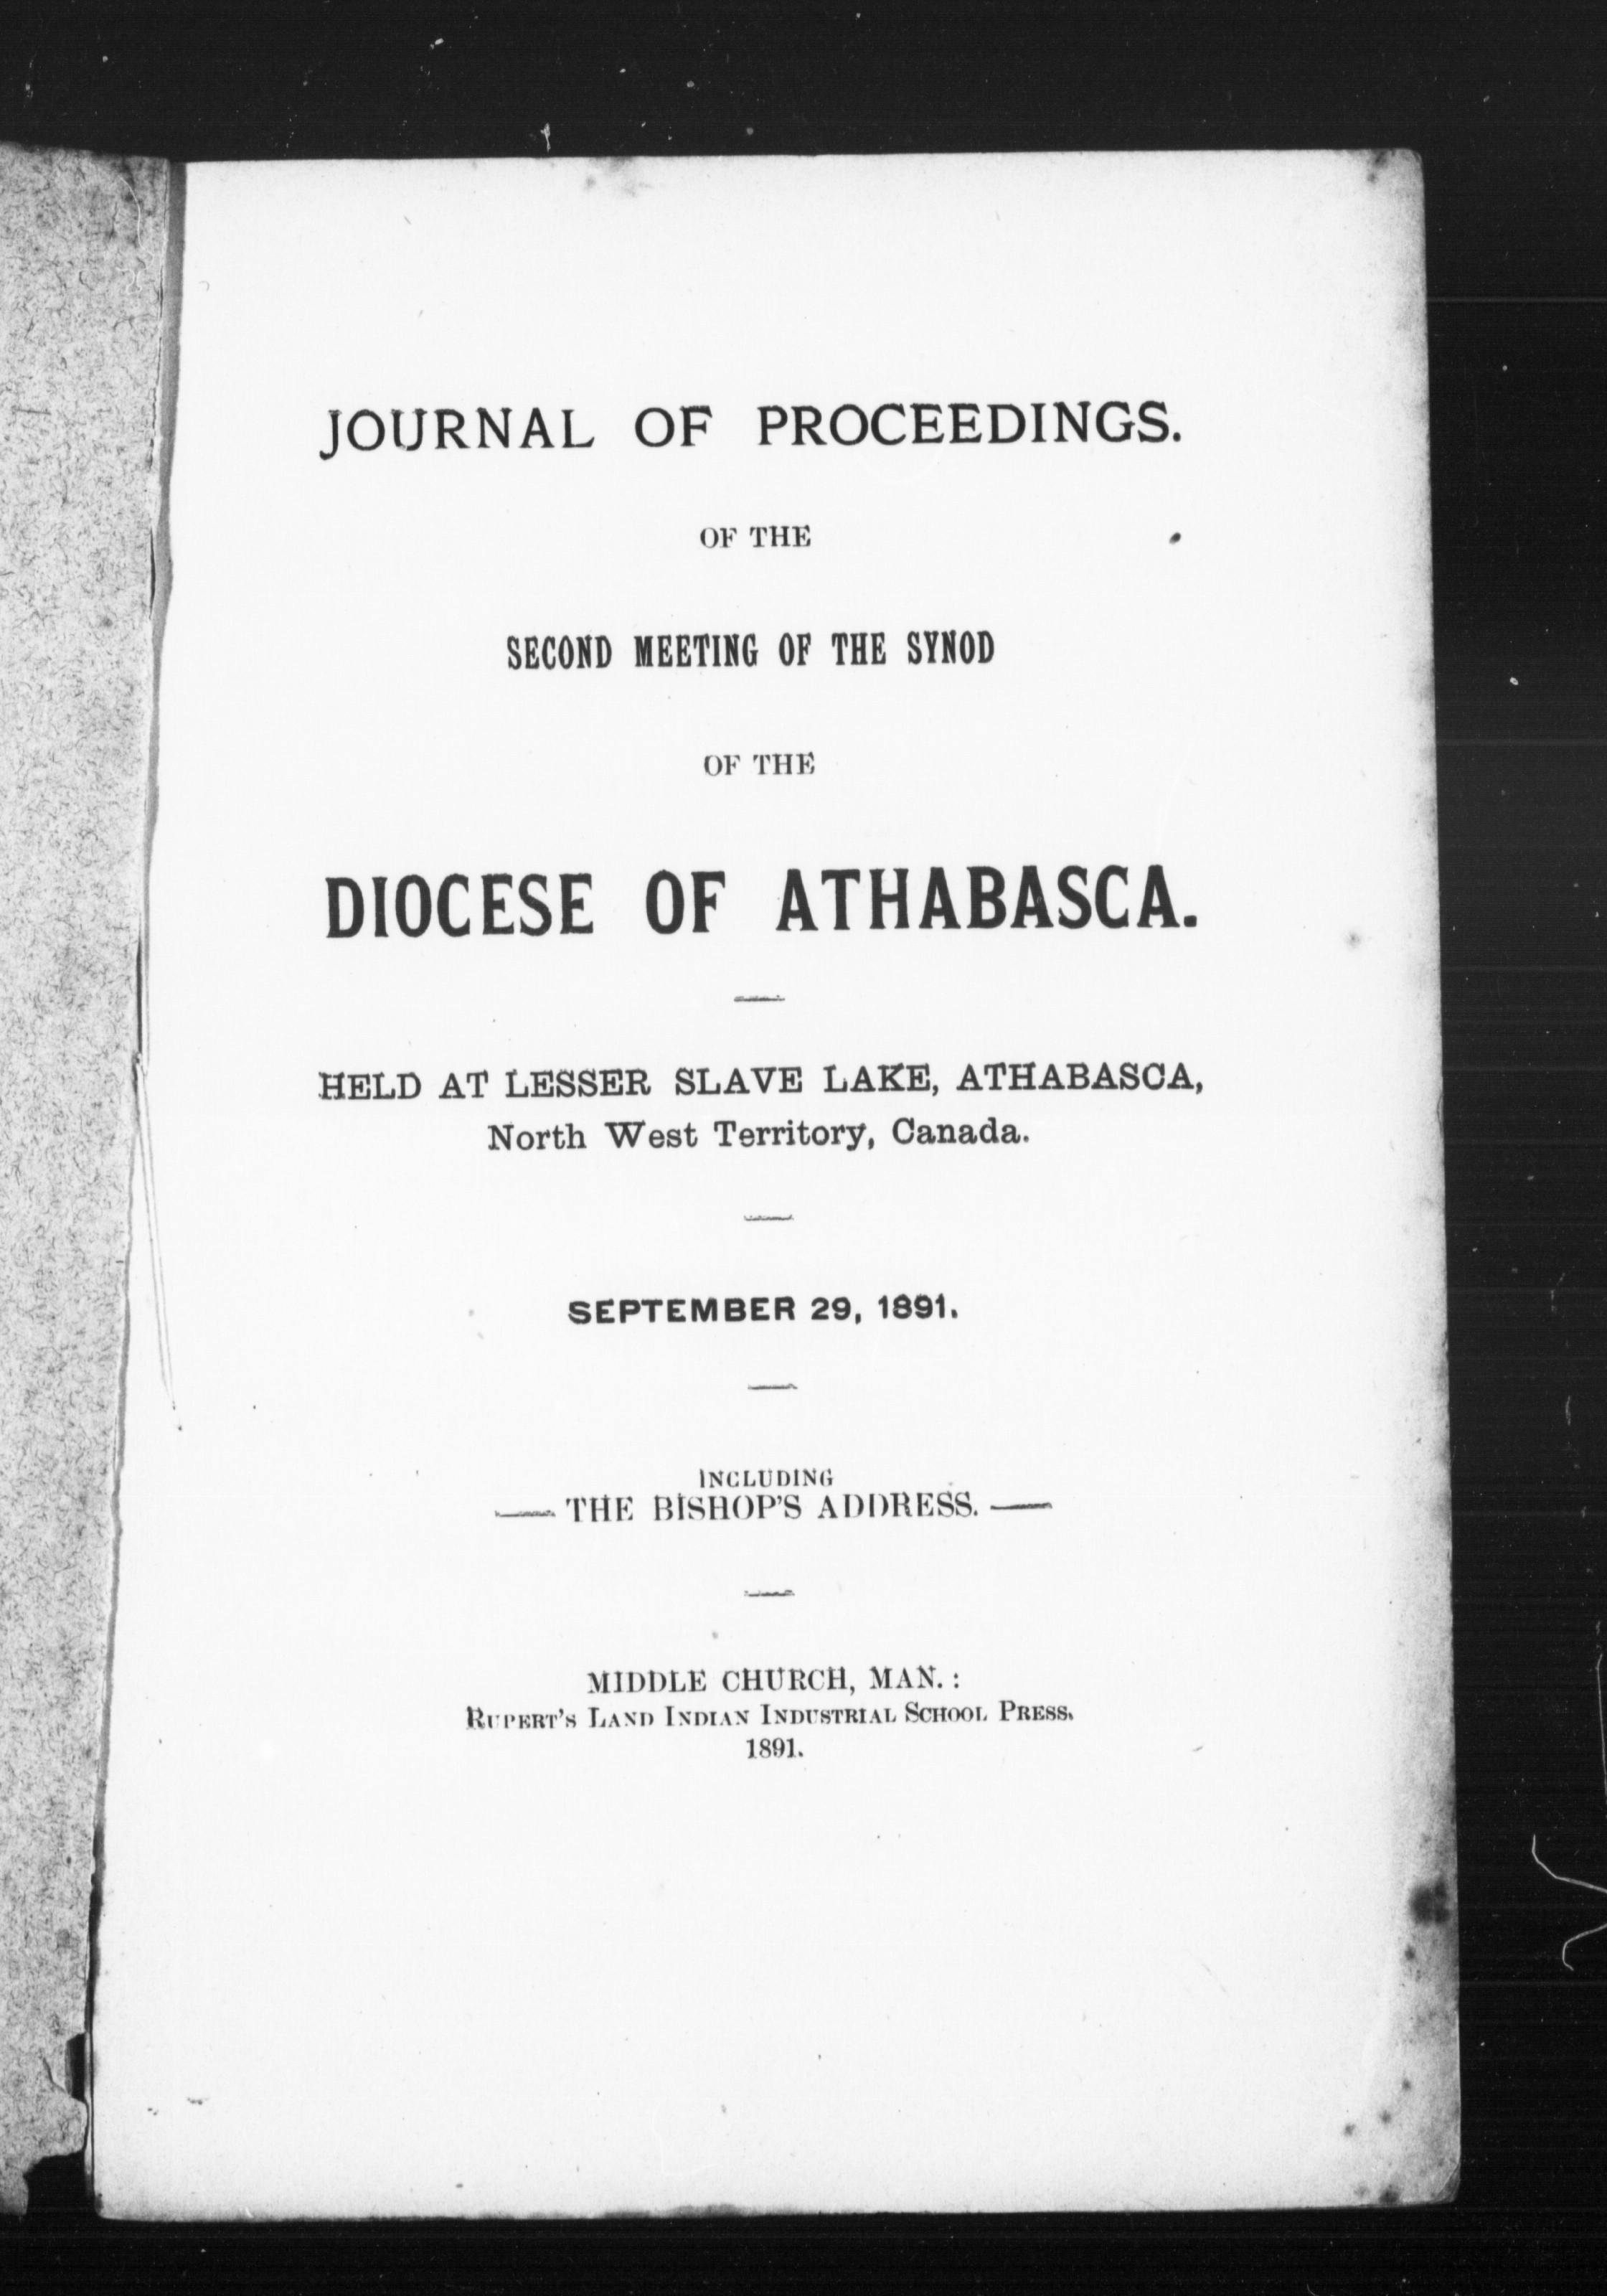 JOURNAL OF PROCEEDINGS.
OF THE
SECOND MEETING OF THE SYNOD
OF THE
DIOCESE OF ATHABASCA.
HELD AT LESSER SLAVE LAKE, ATHABASCA,
North West Territory, Canada.
SEPTEMBER 29, 1891.
INCLUDING
— THE BISHOP'S ADDRESS. —
MIDDLE CHURCH, MAN. :
RUPERT'S LAND INDIAN INDUSTRIAL SCHOOL PRESS.
1891.